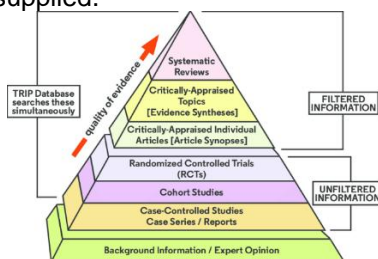 supplied.
Systematic
Reviews
Critically-Appraised
Topics
[Evidence Syntheses]
Critically-Appraised Individual
Articles [Article Synopses]
Randomized Controlled Trials
(RCTs)
Cohort Studies
Case-Controlled Studies
Case Series / Reports
Background Information / Expert Opinion
quality of evidence
TRIP Database
searches these
simultaneously
FILTERED
INFORMATION
UNFILTERED
INFORMATION